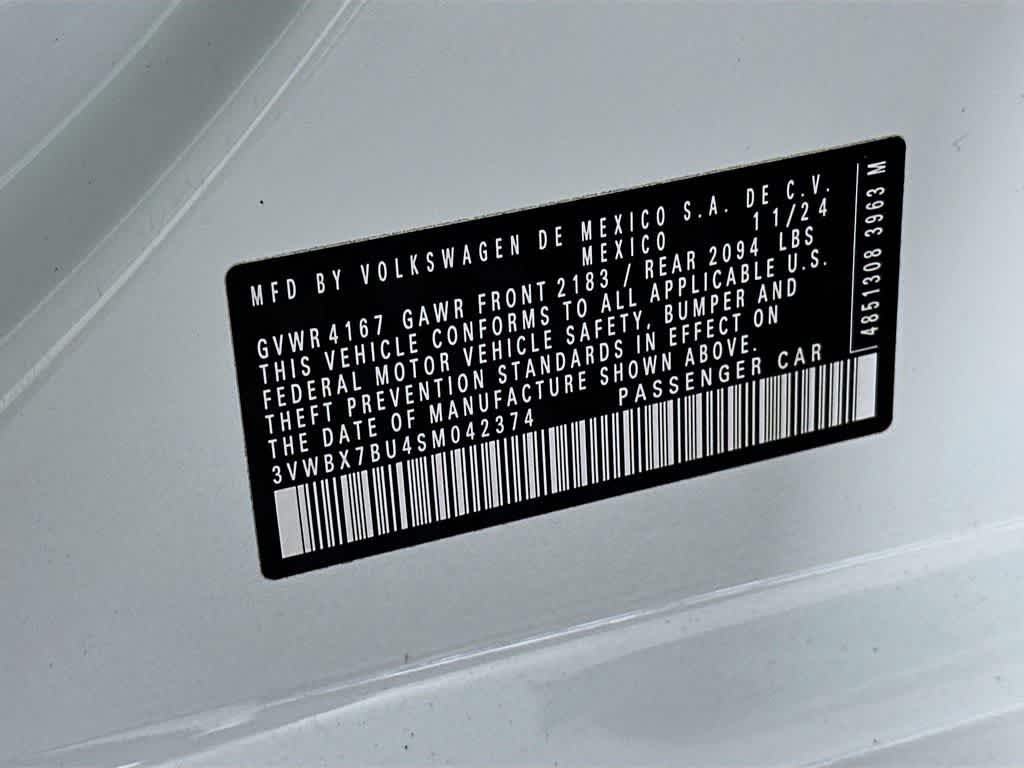 MFD BY VOLKSWAGEN DE MEXICO S.A. DE C.V.
MEXICO 11/24
GVWR 4167 GAWR FRONT 2183 / REAR 2094 LBS
THIS VEHICLE CONFORMS TO ALL APPLICABLE U.S.
FEDERAL MOTOR VEHICLE SAFETY, BUMPER AND
THEFT PREVENTION STANDARDS IN EFFECT ON
THE DATE OF MANUFACTURE SHOWN ABOVE.
3VWBX7BU4SM042374 PASSENGER CAR
4851308 3963 M